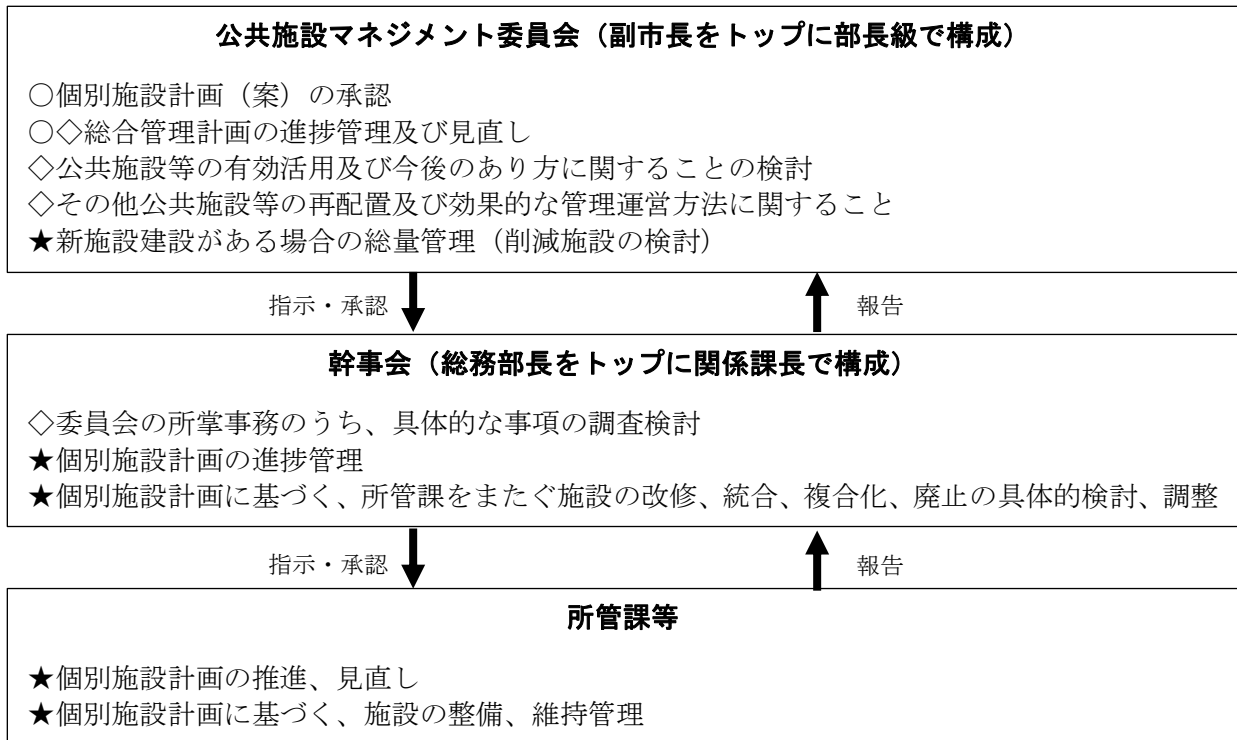 公共施設マネジメント委員会（副市長をトップに部長級で構成）
○個別施設計画（案）の承認
○◇総合管理計画の進捗管理及び見直し
◇公共施設等の有効活用及び今後のあり方に関することの検討
◇その他公共施設等の再配置及び効果的な管理運営方法に関すること
★新施設建設がある場合の総量管理（削減施設の検討）
指示・承認
報告
幹事会（総務部長をトップに関係課長で構成）
◇委員会の所掌事務のうち、具体的な事項の調査検討
★個別施設計画の進捗管理
★個別施設計画に基づく、所管課をまたぐ施設の改修、統合、複合化、廃止の具体的検討、調整
指示・承認
報告
所管課等
★個別施設計画の推進、見直し
★個別施設計画に基づく、施設の整備、維持管理